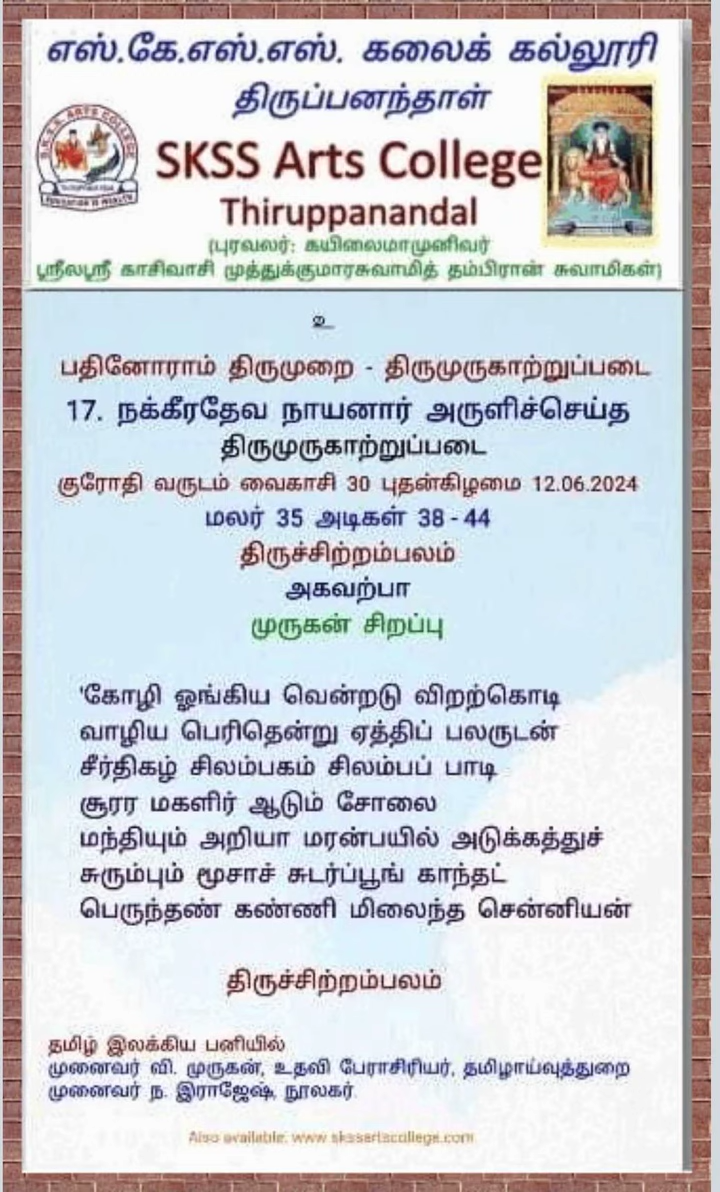 எஸ்.கே.எஸ்.எஸ். கலைக் கல்லூரி
திருப்பனந்தாள்
S.K.S.S. ARTS COLLEGE
SKSS Arts College
Thiruppanandal
(புரவலர்: கயிலைமாமுனிவர்
ஸ்ரீலஸ்ரீ காசிவாசி முத்துக்குமாரசுவாமித் தம்பிரான் சுவாமிகள்)
உ
பதினோராம் திருமுறை - திருமுருகாற்றுப்படை
17. நக்கீரதேவ நாயனார் அருளிச்செய்த
திருமுருகாற்றுப்படை
குரோதி வருடம் வைகாசி 30 புதன்கிழமை 12.06.2024
மலர் 35 அடிகள் 38 - 44
திருச்சிற்றம்பலம்
அகவற்பா
முருகன் சிறப்பு
'கோழி ஓங்கிய வென்றடு விறற்கொடி
வாழிய பெரிதென்று ஏத்திப் பலருடன்
சீர்திகழ் சிலம்பகம் சிலம்பப் பாடி
சூரர மகளிர் ஆடும் சோலை
மந்தியும் அறியா மரன்பயில் அடுக்கத்துச்
சுரும்பும் மூசாச் சுடர்ப்பூங் காந்தட்
பெருந்தண் கண்ணி மிலைந்த சென்னியன்
திருச்சிற்றம்பலம்
தமிழ் இலக்கிய பனியில்
முனைவர் வி. முருகன், உதவி பேராசிரியர், தமிழாய்வுத்துறை
முனைவர் ந. இராஜேஷ், நூலகர்
Also available: www.skssartscollege.com